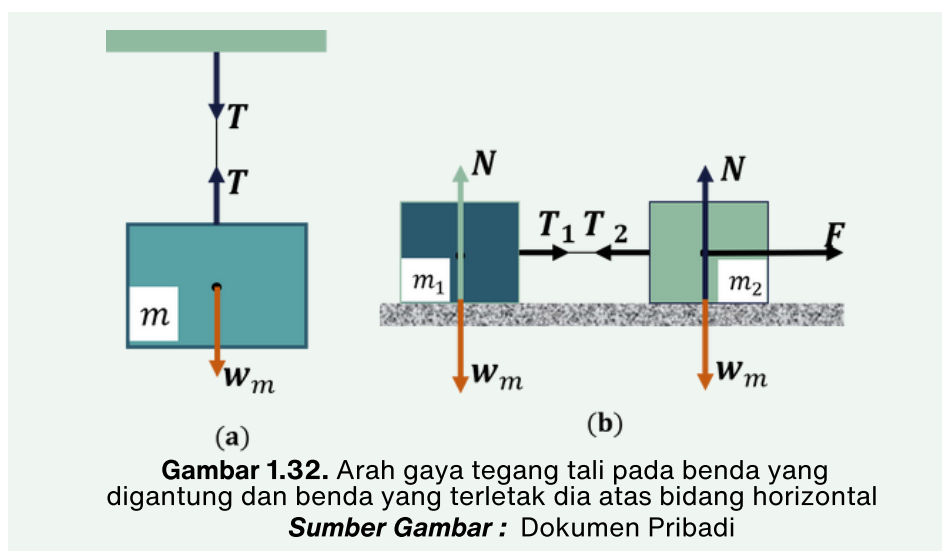 T
T
m
w_m
(a)
N
T_1 T_2
m_1
w_m
N
F
m_2
w_m
(b)
Gambar 1.32. Arah gaya tegang tali pada benda yang
digantung dan benda yang terletak dia atas bidang horizontal
Sumber Gambar : Dokumen Pribadi